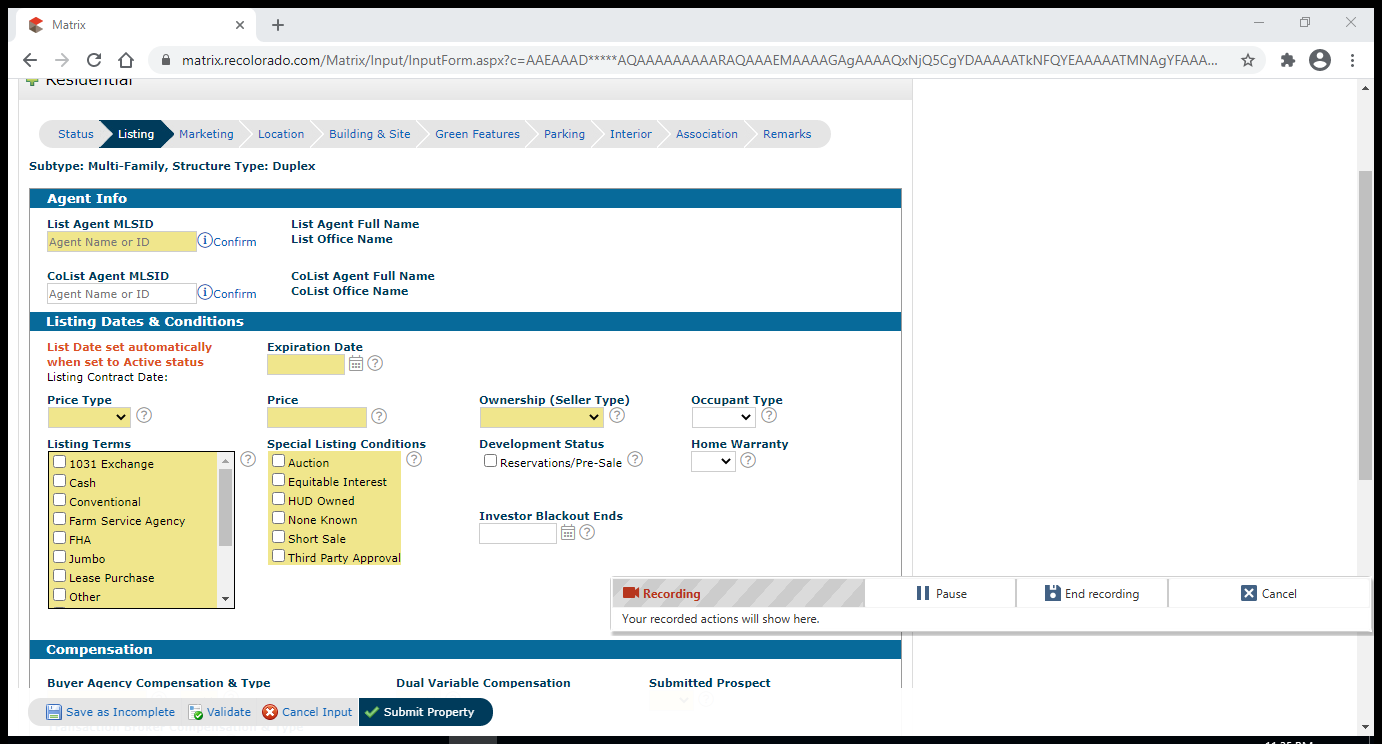 Matrix
matrix.recolorado.com/Matrix/Input/InputForm.aspx?c=AAEAAAD*****AQAAAAAAAAARAQAAAEMAAAAGAgAAAAQxNjQ5CgYDAAAAATkNFQYEAAAAATMNAgYFAAA...
Residential
Status Listing Marketing Location Building & Site Green Features Parking Interior Association Remarks
Subtype: Multi-Family, Structure Type: Duplex
Agent Info
List Agent MLSID List Agent Full Name
List Office Name
Agent Name or ID Confirm
CoList Agent MLSID CoList Agent Full Name
CoList Office Name
Agent Name or ID Confirm
Listing Dates & Conditions
List Date set automatically
when set to Active status
Listing Contract Date:
Expiration Date
Price Type Price Ownership (Seller Type) Occupant Type
Listing Terms Special Listing Conditions Development Status Home Warranty
1031 Exchange
Cash
Conventional
Farm Service Agency
FHA
Jumbo
Lease Purchase
Other
Auction
Equitable Interest
HUD Owned
None Known
Short Sale
Third Party Approval
Reservations/Pre-Sale
Investor Blackout Ends
Recording Pause End recording Cancel
Your recorded actions will show here.
Compensation
Buyer Agency Compensation & Type Dual Variable Compensation Submitted Prospect
Save as Incomplete Validate Cancel Input Submit Property